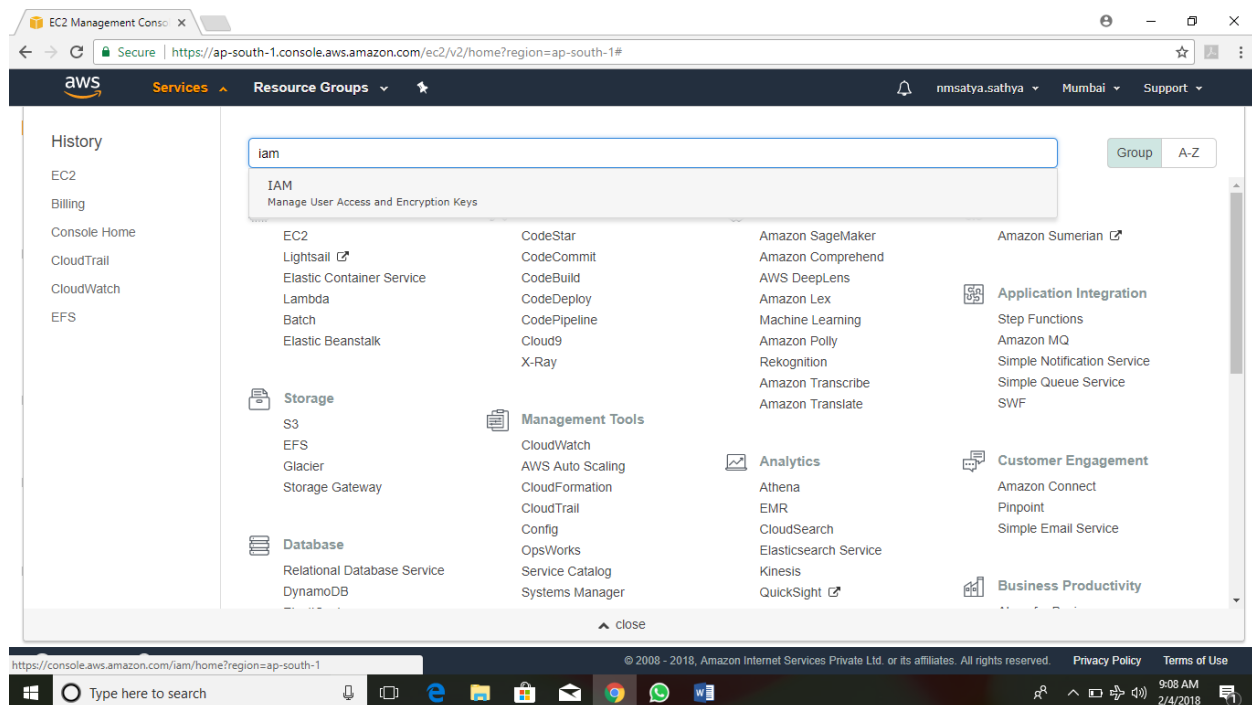 EC2 Management Conso
Secure | https://ap-south-1.console.aws.amazon.com/ec2/v2/home?region=ap-south-1#
aws Services Resource Groups nmsatya.sathya Mumbai Support
History
EC2
Billing
Console Home
CloudTrail
CloudWatch
EFS
iam
Group A-Z
IAM
Manage User Access and Encryption Keys
EC2
Lightsail
Elastic Container Service
Lambda
Batch
Elastic Beanstalk
Storage
S3
EFS
Glacier
Storage Gateway
Database
Relational Database Service
DynamoDB
CodeStar
CodeCommit
CodeBuild
CodeDeploy
CodePipeline
Cloud9
X-Ray
Management Tools
CloudWatch
AWS Auto Scaling
CloudFormation
CloudTrail
Config
OpsWorks
Service Catalog
Systems Manager
Amazon SageMaker
Amazon Comprehend
AWS DeepLens
Amazon Lex
Machine Learning
Amazon Polly
Rekognition
Amazon Transcribe
Amazon Translate
Analytics
Athena
EMR
CloudSearch
Elasticsearch Service
Kinesis
QuickSight
Amazon Sumerian
Application Integration
Step Functions
Amazon MQ
Simple Notification Service
Simple Queue Service
SWF
Customer Engagement
Amazon Connect
Pinpoint
Simple Email Service
Business Productivity
close
https://console.aws.amazon.com/iam/home?region=ap-south-1
© 2008 - 2018, Amazon Internet Services Private Ltd. or its affiliates. All rights reserved. Privacy Policy Terms of Use
Type here to search
9:08 AM
2/4/2018